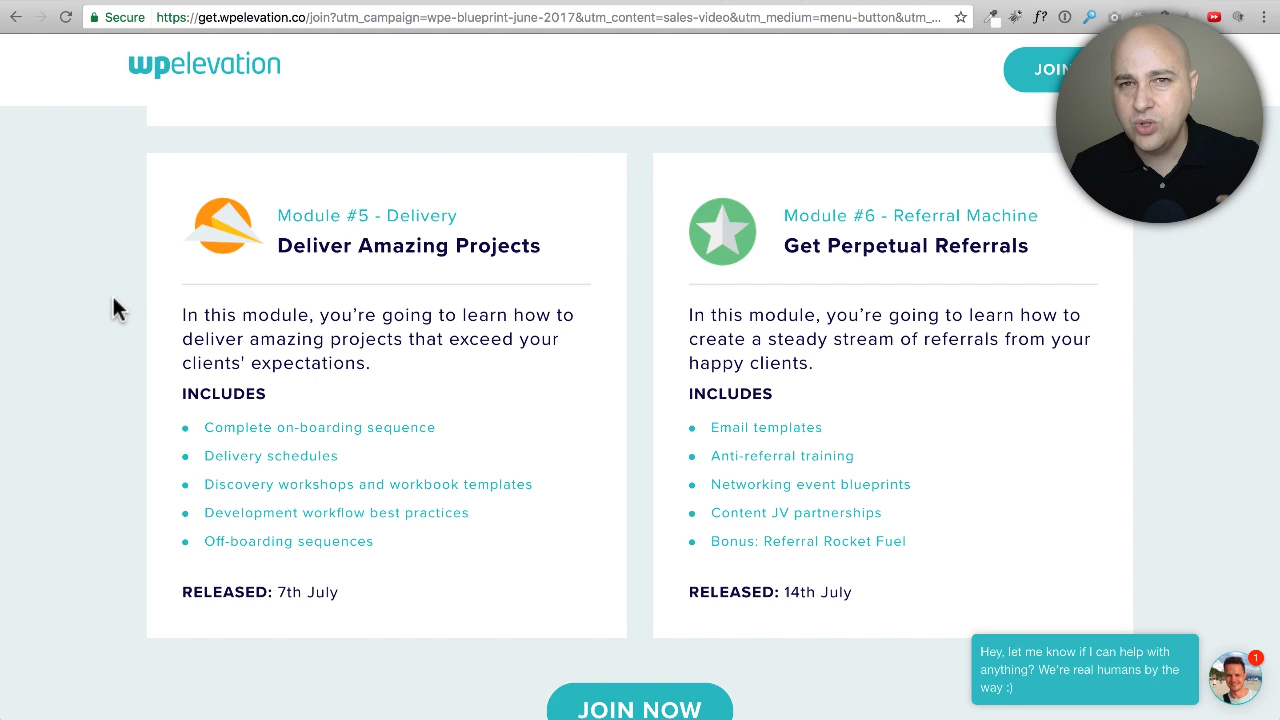 Secure https://get.wpelevation.co/join?utm_campaign=wpe-blueprint-june-2017&utm_content=sales-video&utm_medium=menu-button&utm_...
wpelevation
JOIN
Module #5 - Delivery
Deliver Amazing Projects
In this module, you’re going to learn how to
deliver amazing projects that exceed your
clients' expectations.
INCLUDES
Complete on-boarding sequence
Delivery schedules
Discovery workshops and workbook templates
Development workflow best practices
Off-boarding sequences
RELEASED: 7th July
Module #6 - Referral Machine
Get Perpetual Referrals
In this module, you’re going to learn how to
create a steady stream of referrals from your
happy clients.
INCLUDES
Email templates
Anti-referral training
Networking event blueprints
Content JV partnerships
Bonus: Referral Rocket Fuel
RELEASED: 14th July
JOIN NOW
Hey, let me know if I can help with
anything? We're real humans by the
way :)
1